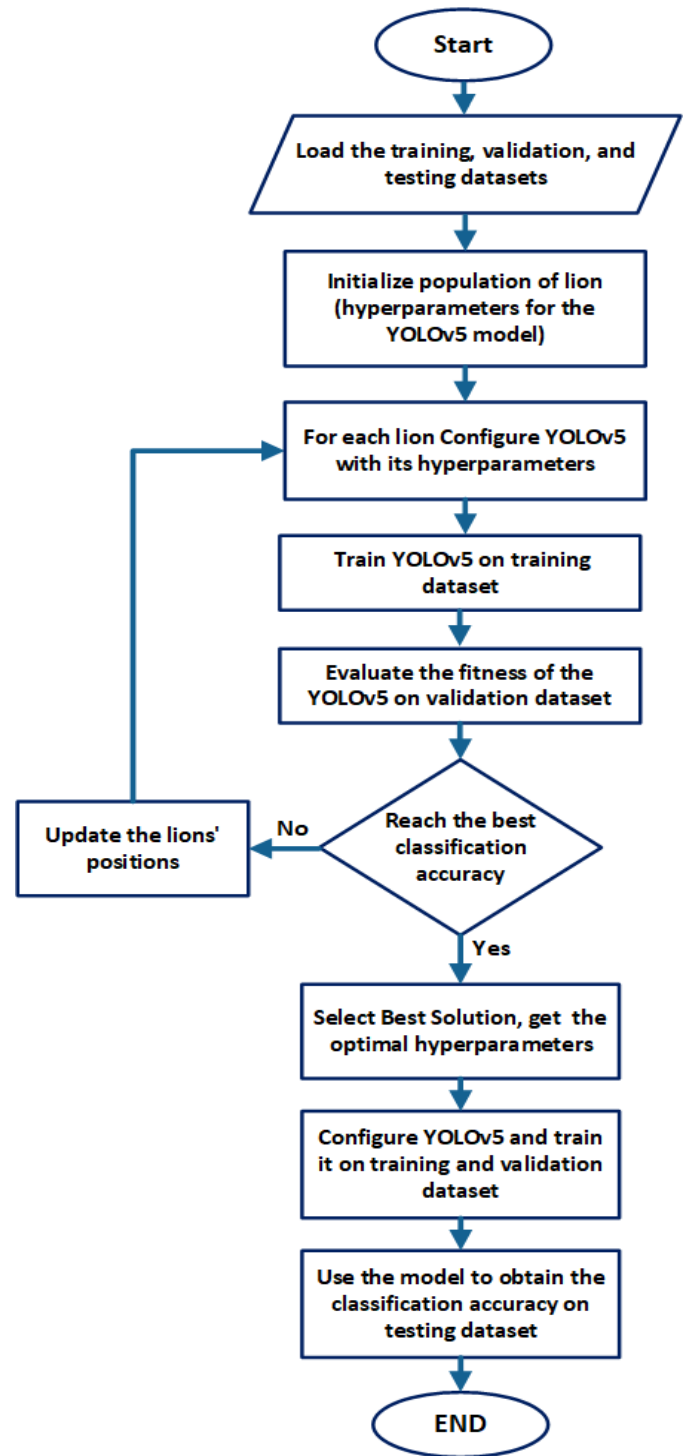 Start
Load the training, validation, and
testing datasets
Initialize population of lion
(hyperparameters for the
YOLOv5 model)
For each lion Configure YOLOv5
with its hyperparameters
Train YOLOv5 on training
dataset
Evaluate the fitness of the
YOLOv5 on validation dataset
Reach the best
classification
accuracy
No
Update the lions'
positions
Yes
Select Best Solution, get the
optimal hyperparameters
Configure YOLOv5 and train
it on training and validation
dataset
Use the model to obtain the
classification accuracy on
testing dataset
END